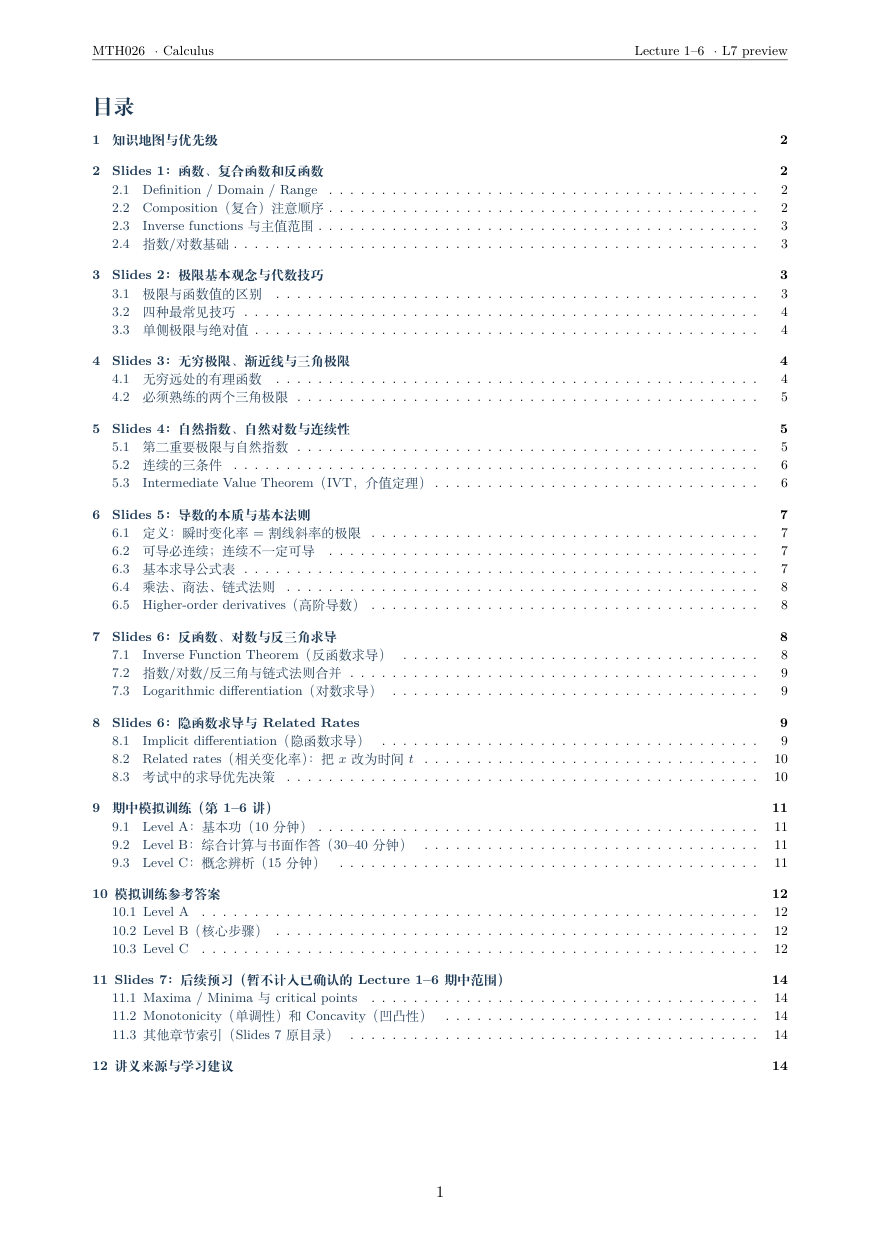 MTH026 · Calculus Lecture 1–6 · L7 preview
目录
1 知识地图与优先级 2
2 Slides 1：函数、复合函数和反函数 2
2.1 Definition / Domain / Range . . . . . . . . . . . . . . . . . . . . 2
2.2 Composition（复合）注意顺序 . . . . . . . . . . . . . . . . . . . . 2
2.3 Inverse functions 与主值范围 . . . . . . . . . . . . . . . . . . . . 3
2.4 指数/对数基础 . . . . . . . . . . . . . . . . . . . . 3
3 Slides 2：极限基本观念与代数技巧 3
3.1 极限与函数值的区别 . . . . . . . . . . . . . . . . . . . . 3
3.2 四种最常见技巧 . . . . . . . . . . . . . . . . . . . . 4
3.3 单侧极限与绝对值 . . . . . . . . . . . . . . . . . . . . 4
4 Slides 3：无穷极限、渐近线与三角极限 4
4.1 无穷远处的有理函数 . . . . . . . . . . . . . . . . . . . . 4
4.2 必须熟练的两个三角极限 . . . . . . . . . . . . . . . . . . . . 5
5 Slides 4：自然指数、自然对数与连续性 5
5.1 第二重要极限与自然指数 . . . . . . . . . . . . . . . . . . . . 5
5.2 连续的三条件 . . . . . . . . . . . . . . . . . . . . 6
5.3 Intermediate Value Theorem（IVT，介值定理） . . . . . . . . . . . . . . . . . . . . 6
6 Slides 5：导数的本质与基本法则 7
6.1 定义：瞬时变化率 = 割线斜率的极限 . . . . . . . . . . . . . . . . . . . . 7
6.2 可导必连续；连续不一定可导 . . . . . . . . . . . . . . . . . . . . 7
6.3 基本求导公式表 . . . . . . . . . . . . . . . . . . . . 7
6.4 乘法、商法、链式法则 . . . . . . . . . . . . . . . . . . . . 8
6.5 Higher-order derivatives（高阶导数） . . . . . . . . . . . . . . . . . . . . 8
7 Slides 6：反函数、对数与反三角求导 8
7.1 Inverse Function Theorem（反函数求导） . . . . . . . . . . . . . . . . . . . . 8
7.2 指数/对数/反三角与链式法则合并 . . . . . . . . . . . . . . . . . . . . 9
7.3 Logarithmic differentiation（对数求导） . . . . . . . . . . . . . . . . . . . . 9
8 Slides 6：隐函数求导与 Related Rates 9
8.1 Implicit differentiation（隐函数求导） . . . . . . . . . . . . . . . . . . . . 9
8.2 Related rates（相关变化率）：把 x 改为时间 t . . . . . . . . . . . . . . . . . . . . 10
8.3 考试中的求导优先决策 . . . . . . . . . . . . . . . . . . . . 10
9 期中模拟训练（第 1–6 讲） 11
9.1 Level A：基本功（10 分钟） . . . . . . . . . . . . . . . . . . . . 11
9.2 Level B：综合计算与书面作答（30–40 分钟） . . . . . . . . . . . . . . . . . . . . 11
9.3 Level C：概念辨析（15 分钟） . . . . . . . . . . . . . . . . . . . . 11
10 模拟训练参考答案 12
10.1 Level A . . . . . . . . . . . . . . . . . . . . 12
10.2 Level B（核心步骤） . . . . . . . . . . . . . . . . . . . . 12
10.3 Level C . . . . . . . . . . . . . . . . . . . . 12
11 Slides 7：后续预习（暂不计入已确认的 Lecture 1–6 期中范围） 14
11.1 Maxima / Minima 与 critical points . . . . . . . . . . . . . . . . . . . . 14
11.2 Monotonicity（单调性）和 Concavity（凹凸性） . . . . . . . . . . . . . . . . . . . . 14
11.3 其他章节索引（Slides 7 原目录） . . . . . . . . . . . . . . . . . . . . 14
12 讲义来源与学习建议 14
1